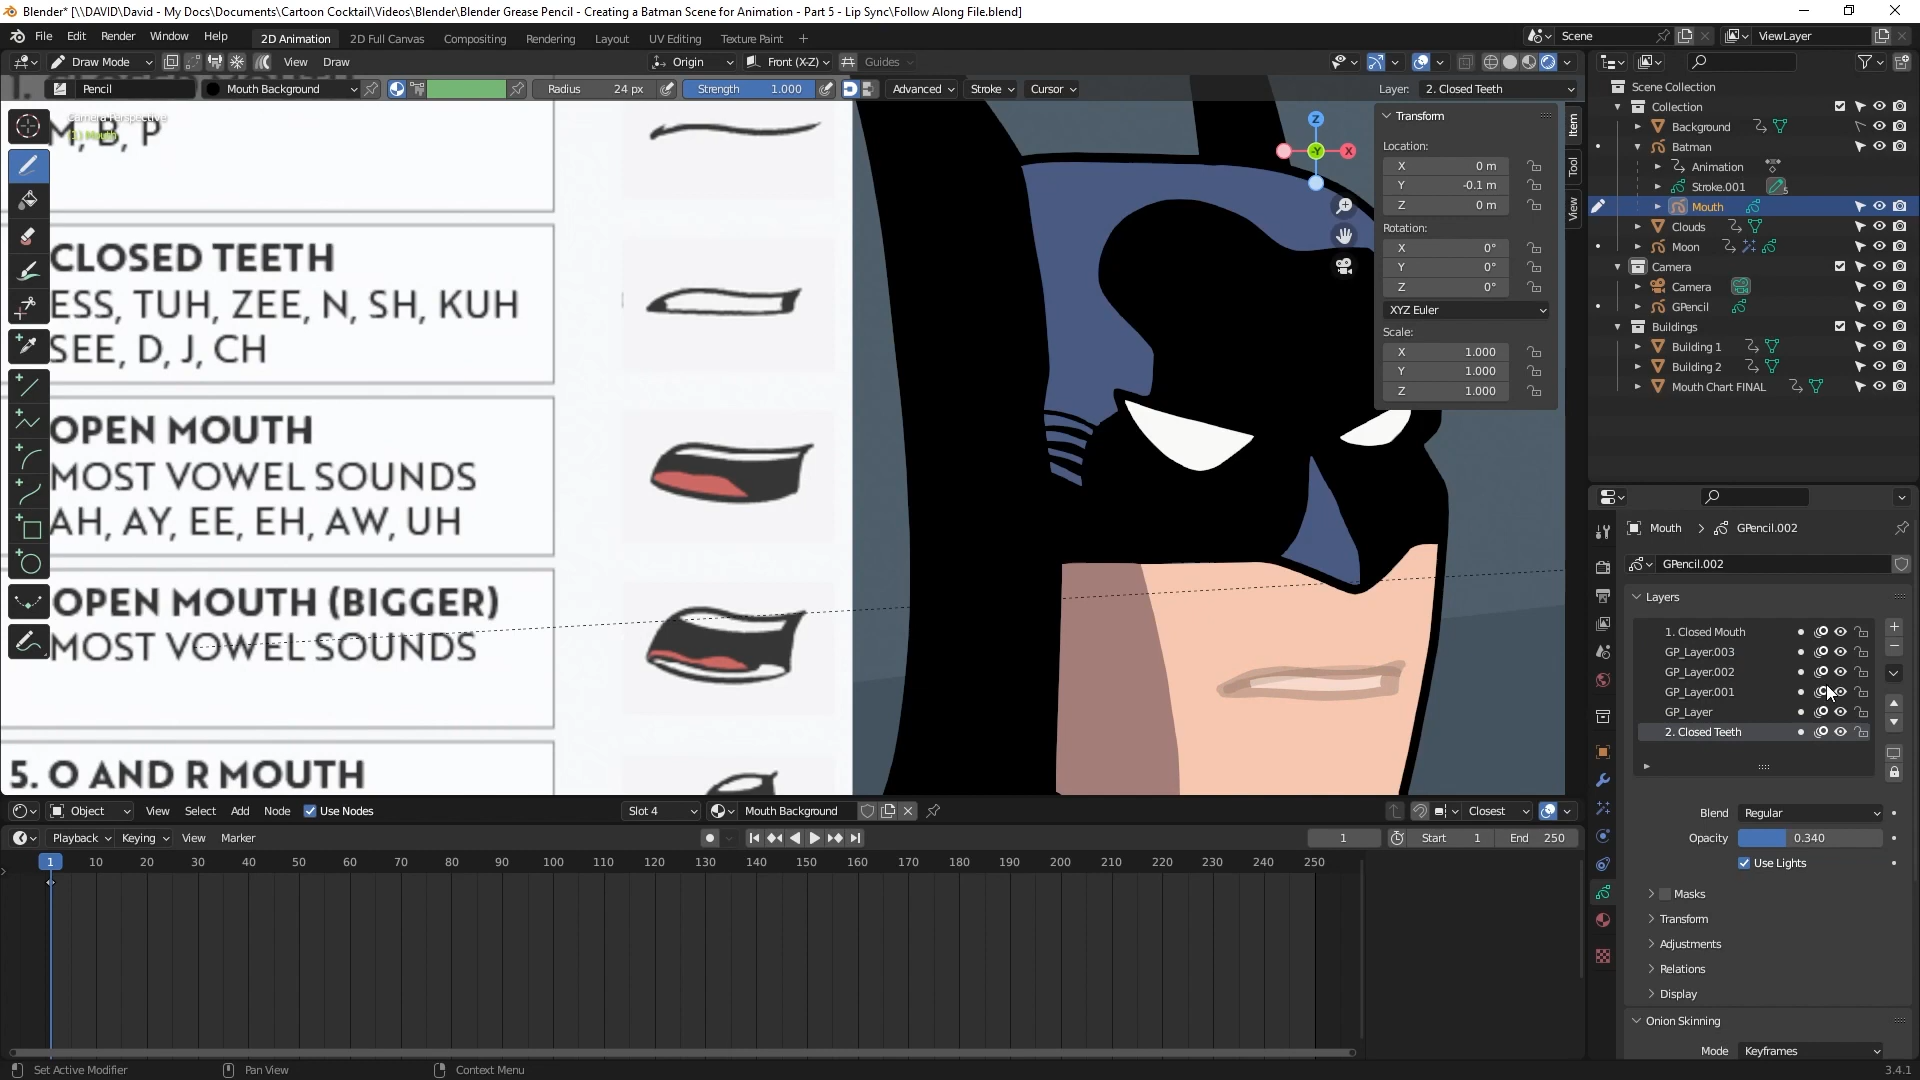 Blender* [\\DAVID\David - My Docs\Documents\Cartoon Cocktail\Videos\Blender\Blender Grease Pencil - Creating a Batman Scene for Animation - Part 5 - Lip Sync\Follow Along File.blend]
File Edit Render Window Help 2D Animation 2D Full Canvas Compositing Rendering Layout UV Editing Texture Paint + Scene ViewLayer
Draw Mode View Draw Origin Front (X-Z) Guides
Pencil Mouth Background Radius 24 px Strength 1.000 Advanced Stroke Cursor Layer: 2. Closed Teeth
Camera Perspective
(1) Mouth
M, B, P
CLOSED TEETH
ESS, TUH, ZEE, N, SH, KUH
SEE, D, J, CH
OPEN MOUTH
MOST VOWEL SOUNDS
AH, AY, EE, EH, AW, UH
OPEN MOUTH (BIGGER)
MOST VOWEL SOUNDS
5. O AND R MOUTH
Z
-Y
X
Transform
Location:
X 0 m
Y -0.1 m
Z 0 m
Rotation:
X 0°
Y 0°
Z 0°
XYZ Euler
Scale:
X 1.000
Y 1.000
Z 1.000
Item
Tool
View
Scene Collection
Collection
Background
Batman
Animation
Stroke.001 5
Mouth
Clouds
Moon
Camera
Camera
GPencil
Buildings
Building 1
Building 2
Mouth Chart FINAL
Mouth GPencil.002
GPencil.002
Layers
1. Closed Mouth
GP_Layer.003
GP_Layer.002
GP_Layer.001
GP_Layer
2. Closed Teeth
Blend Regular
Opacity 0.340
Use Lights
Masks
Transform
Adjustments
Relations
Display
Onion Skinning
Mode Keyframes
Object View Select Add Node Use Nodes Slot 4 Mouth Background Closest
Playback Keying View Marker 1 Start 1 End 250
1 10 20 30 40 50 60 70 80 90 100 110 120 130 140 150 160 170 180 190 200 210 220 230 240 250
Set Active Modifier Pan View Context Menu 3.4.1